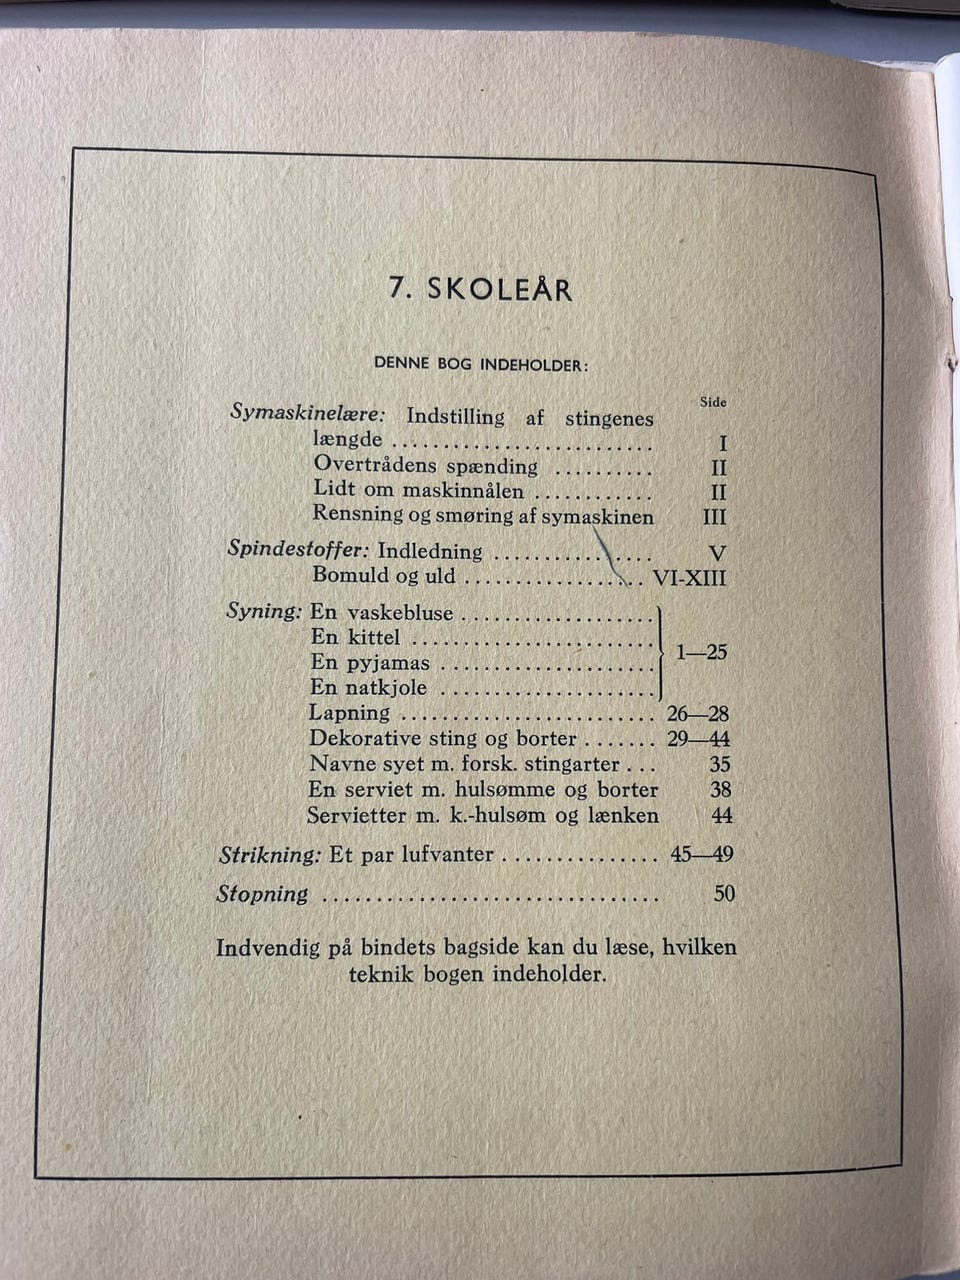 7. SKOLEÅR
DENNE BOG INDEHOLDER:
Side
Symaskinelære: Indstilling af stingenes
længde ........................ I
Overtrådens spænding .......... II
Lidt om maskinnålen ............ II
Rensning og smøring af symaskinen III
Spindestoffer: Indledning ............... V
Bomuld og uld ................. VI-XIII
Syning: En vaskebluse ..................
En kittel .......................
En pyjamas ....................
En natkjole ....................
1—25
Lapning ........................ 26—28
Dekorative sting og borter ....... 29—44
Navne syet m. forsk. stingarter ... 35
En serviet m. hulsømme og borter 38
Servietter m. k.-hulsøm og lænken 44
Strikning: Et par lufvanter ............... 45—49
Stopning ............................... 50
Indvendig på bindets bagside kan du læse, hvilken
teknik bogen indeholder.